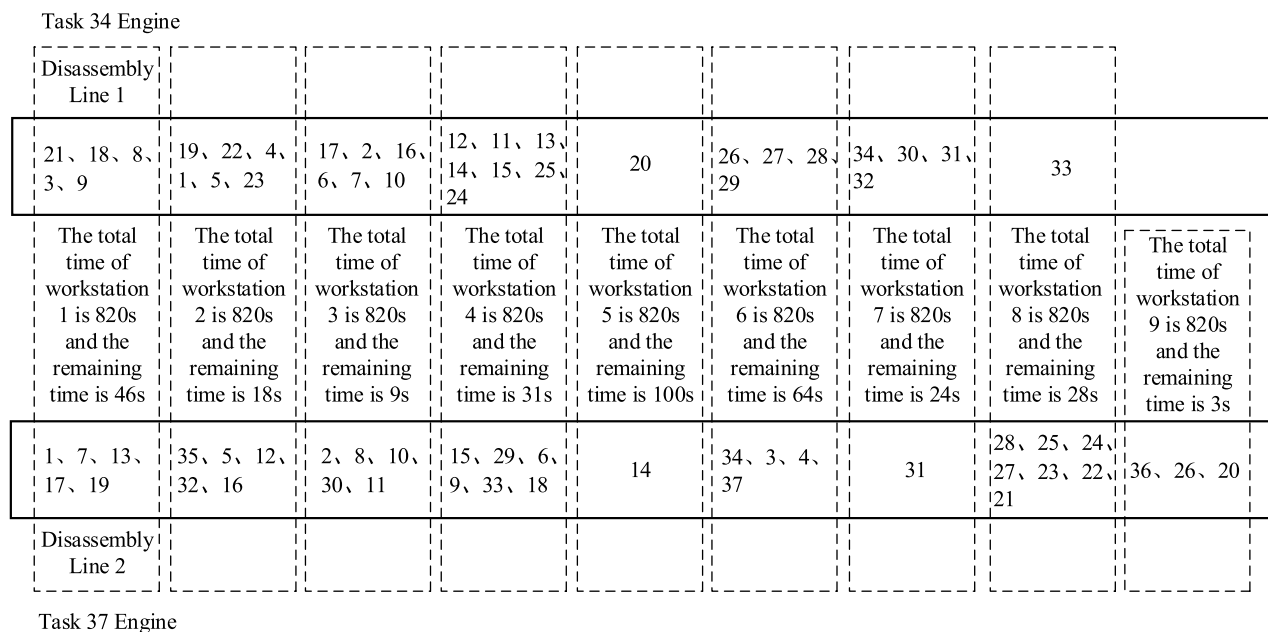 Task 34 Engine
Disassembly
Line 1
21、18、8、
3、9
19、22、4、
1、5、23
17、2、16、
6、7、10
12、11、13、
14、15、25、
24
20
26、27、28、
29
34、30、31、
32
33
The total
time of
workstation
1 is 820s
and the
remaining
time is 46s
The total
time of
workstation
2 is 820s
and the
remaining
time is 18s
The total
time of
workstation
3 is 820s
and the
remaining
time is 9s
The total
time of
workstation
4 is 820s
and the
remaining
time is 31s
The total
time of
workstation
5 is 820s
and the
remaining
time is 100s
The total
time of
workstation
6 is 820s
and the
remaining
time is 64s
The total
time of
workstation
7 is 820s
and the
remaining
time is 24s
The total
time of
workstation
8 is 820s
and the
remaining
time is 28s
The total
time of
workstation
9 is 820s
and the
remaining
time is 3s
1、7、13、
17、19
35、5、12、
32、16
2、8、10、
30、11
15、29、6、
9、33、18
14
34、3、4、
37
31
28、25、24、
27、23、22、
21
36、26、20
Disassembly
Line 2
Task 37 Engine